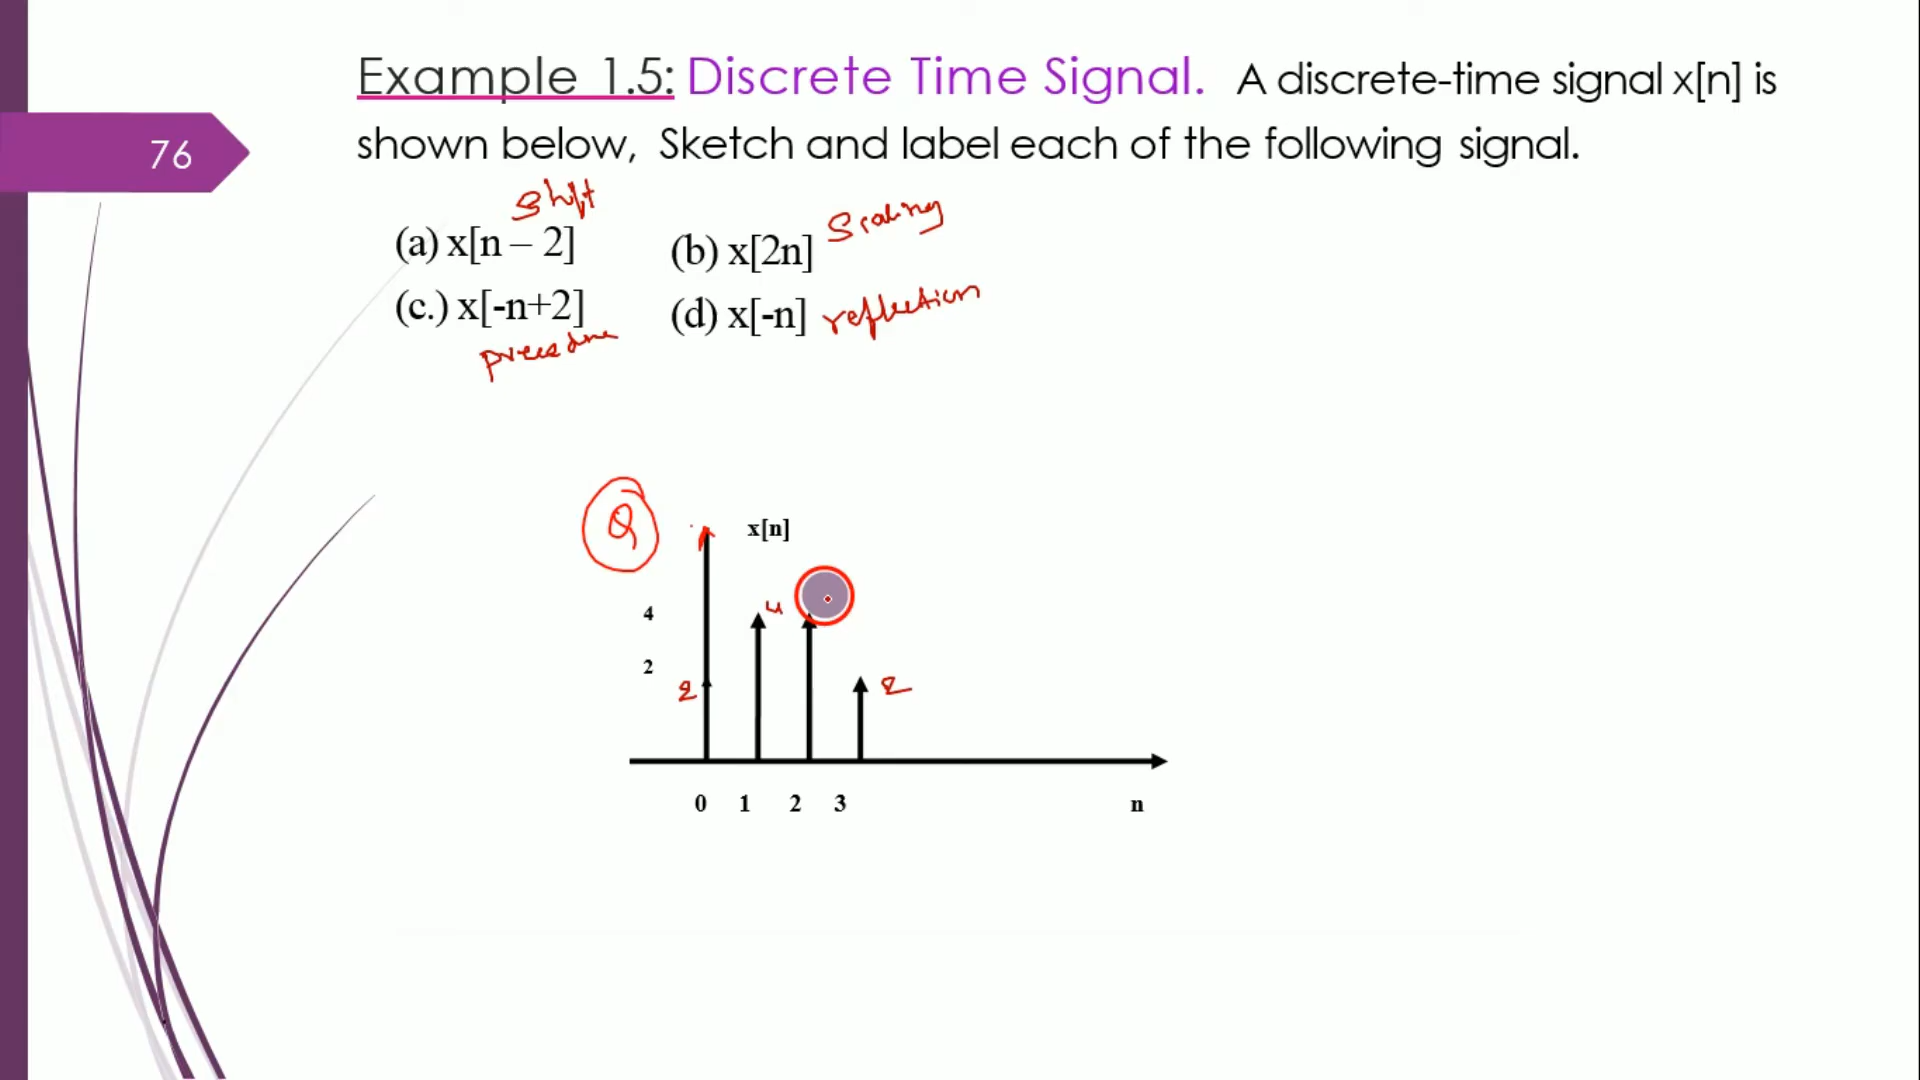 Example 1.5: Discrete Time Signal. A discrete-time signal x[n] is
76
shown below, Sketch and label each of the following signal.
Shift
Scaling
(a) x[n – 2]
(b) x[2n]
(c.) x[-n+2]
(d) x[-n]
reflection
Q
x[n]
4
4
2
2
2
0 1 2 3 n